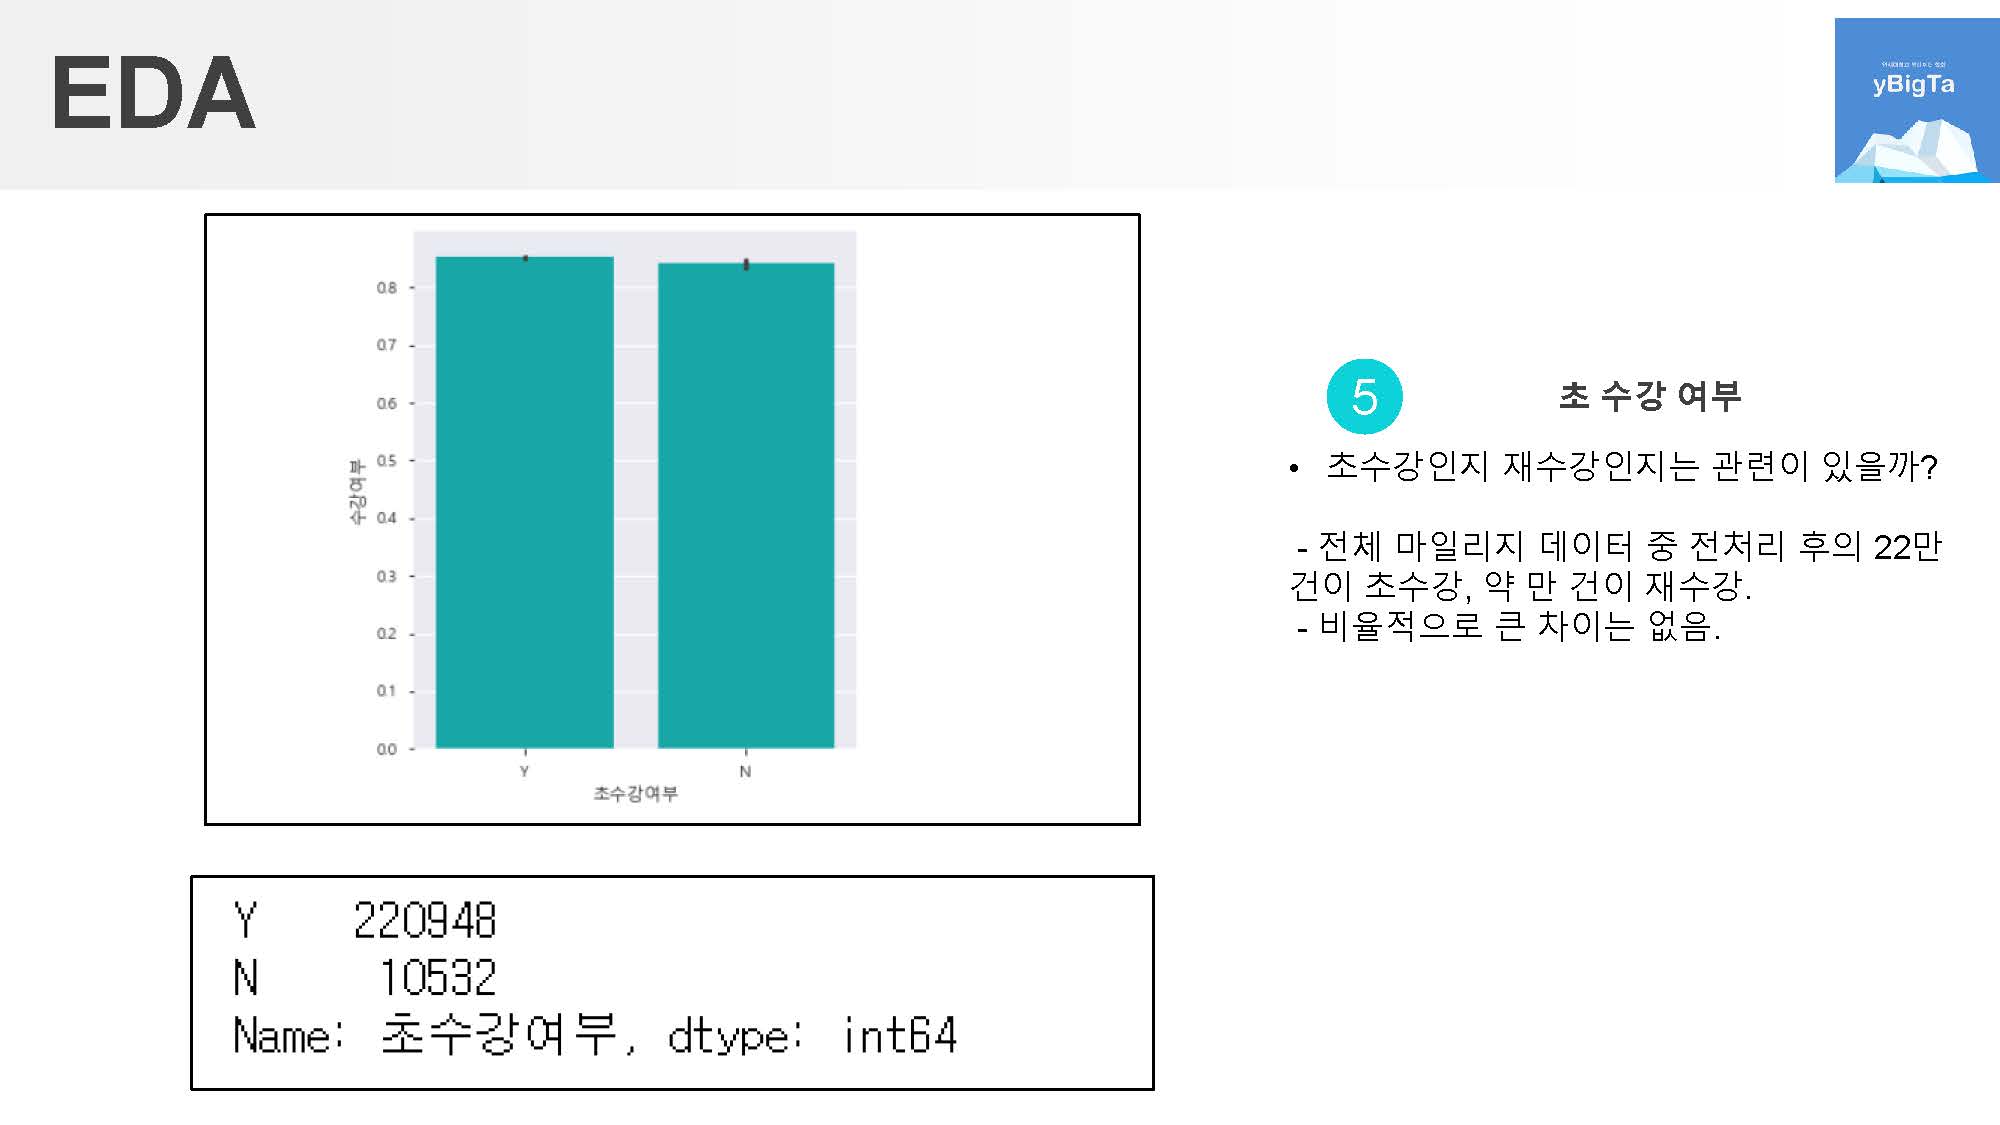 EDA
yBigTa
0.8
0.7
0.6
0.5
0.4
0.3
0.2
0.1
0.0
수강여부
Y
N
초수강여부
5
초 수강 여부
• 초수강인지 재수강인지는 관련이 있을까?
- 전체 마일리지 데이터 중 전처리 후의 22만
건이 초수강, 약 만 건이 재수강.
- 비율적으로 큰 차이는 없음.
Y 220948
N 10532
Name: 초수강여부, dtype: int64